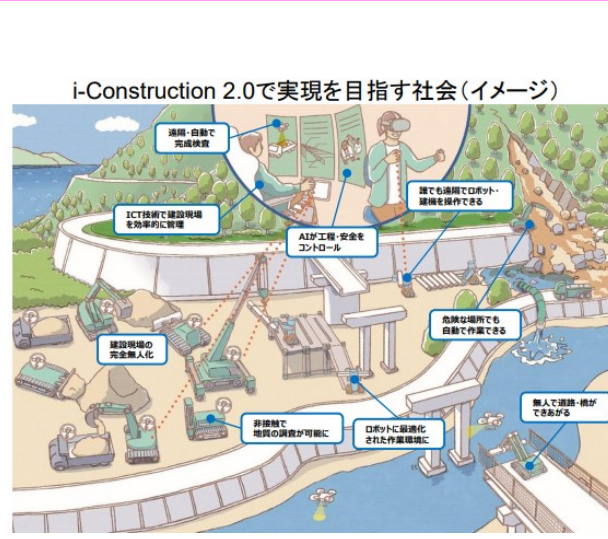 i-Construction 2.0で実現を目指す社会(イメージ)
遠隔・自動で
完成検査
誰でも遠隔でロボット・
建機を操作できる
ICT技術で建設現場
を効率的に管理
AIが工程・安全を
コントロール
危険な場所でも
自動で作業できる
建設現場の
完全無人化
無人で道路・橋が
できあがる
非接触で
地質の調査が可能に
ロボットに最適化
された作業環境に